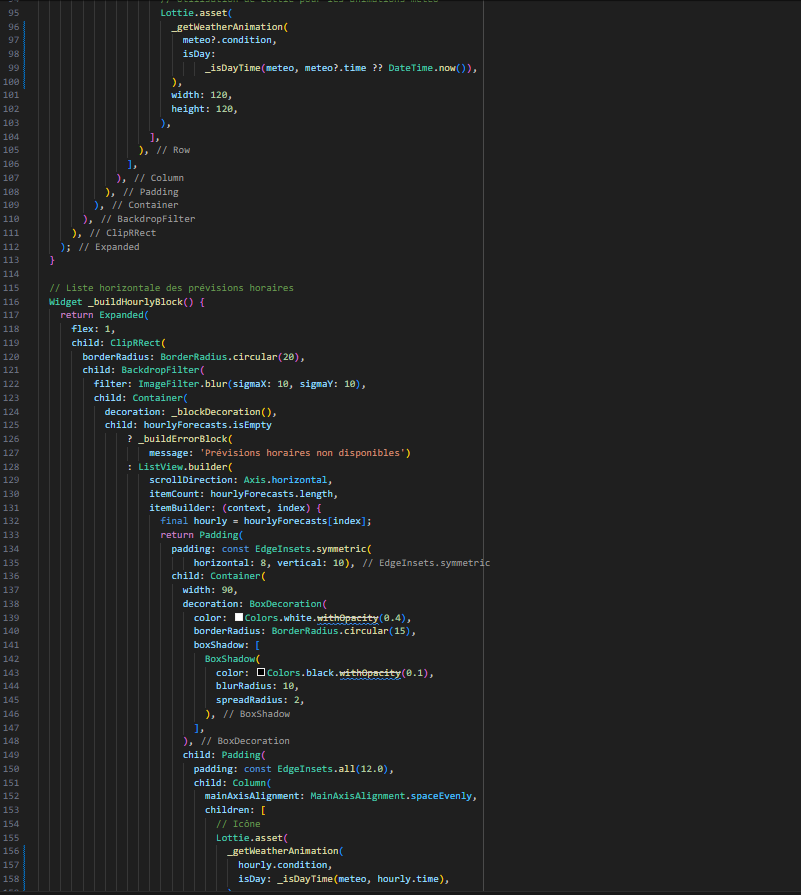 94 // Utilisation de Lottie pour les animations météo
95 Lottie.asset(
96 _getWeatherAnimation(
97 meteo?.condition,
98 isDay:
99 _isDayTime(meteo, meteo?.time ?? DateTime.now()),
100 ),
101 width: 120,
102 height: 120,
103 ),
104 ],
105 ), // Row
106 ],
107 ), // Column
108 ), // Padding
109 ), // Container
110 ), // BackdropFilter
111 ), // ClipRRect
112 ); // Expanded
113 }
114
115 // Liste horizontale des prévisions horaires
116 Widget _buildHourlyBlock() {
117 return Expanded(
118 flex: 1,
119 child: ClipRRect(
120 borderRadius: BorderRadius.circular(20),
121 child: BackdropFilter(
122 filter: ImageFilter.blur(sigmaX: 10, sigmaY: 10),
123 child: Container(
124 decoration: _blockDecoration(),
125 child: hourlyForecasts.isEmpty
126 ? _buildErrorBlock(
127 message: 'Prévisions horaires non disponibles')
128 : ListView.builder(
129 scrollDirection: Axis.horizontal,
130 itemCount: hourlyForecasts.length,
131 itemBuilder: (context, index) {
132 final hourly = hourlyForecasts[index];
133 return Padding(
134 padding: const EdgeInsets.symmetric(
135 horizontal: 8, vertical: 10), // EdgeInsets.symmetric
136 child: Container(
137 width: 90,
138 decoration: BoxDecoration(
139 color: Colors.white.withOpacity(0.4),
140 borderRadius: BorderRadius.circular(15),
141 boxShadow: [
142 BoxShadow(
143 color: Colors.black.withOpacity(0.1),
144 blurRadius: 10,
145 spreadRadius: 2,
146 ), // BoxShadow
147 ],
148 ), // BoxDecoration
149 child: Padding(
150 padding: const EdgeInsets.all(12.0),
151 child: Column(
152 mainAxisAlignment: MainAxisAlignment.spaceEvenly,
153 children: [
154 // Icône
155 Lottie.asset(
156 _getWeatherAnimation(
157 hourly.condition,
158 isDay: _isDayTime(meteo, hourly.time),